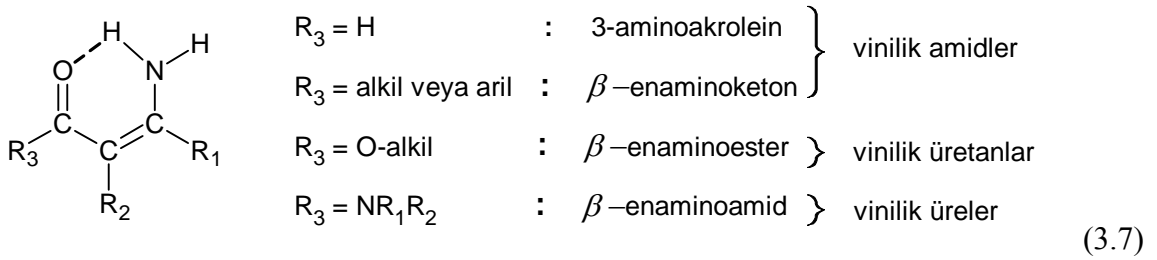 R3 = H : 3-aminoakrolein
vinilik amidler
R3 = alkil veya aril : β–enaminoketon
R3 = O-alkil : β–enaminoester } vinilik üretanlar
R3 = NR1R2 : β–enaminoamid } vinilik üreler
H H
O N
C C
R3 C R1
R2
(3.7)